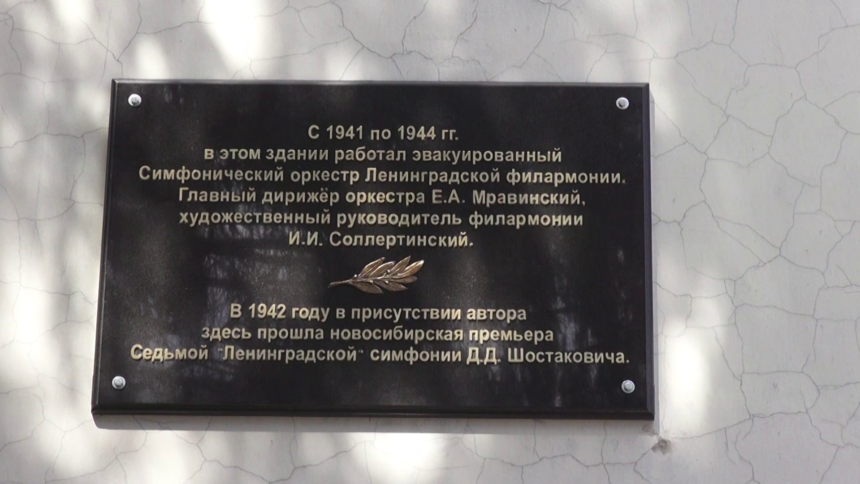 С 1941 по 1944 гг.
в этом здании работал эвакуированный
Симфонический оркестр Ленинградской филармонии.
Главный дирижёр оркестра Е.А. Мравинский,
художественный руководитель филармонии
И.И. Соллертинский.
В 1942 году в присутствии автора
здесь прошла новосибирская премьера
Седьмой "Ленинградской" симфонии Д.Д. Шостаковича.